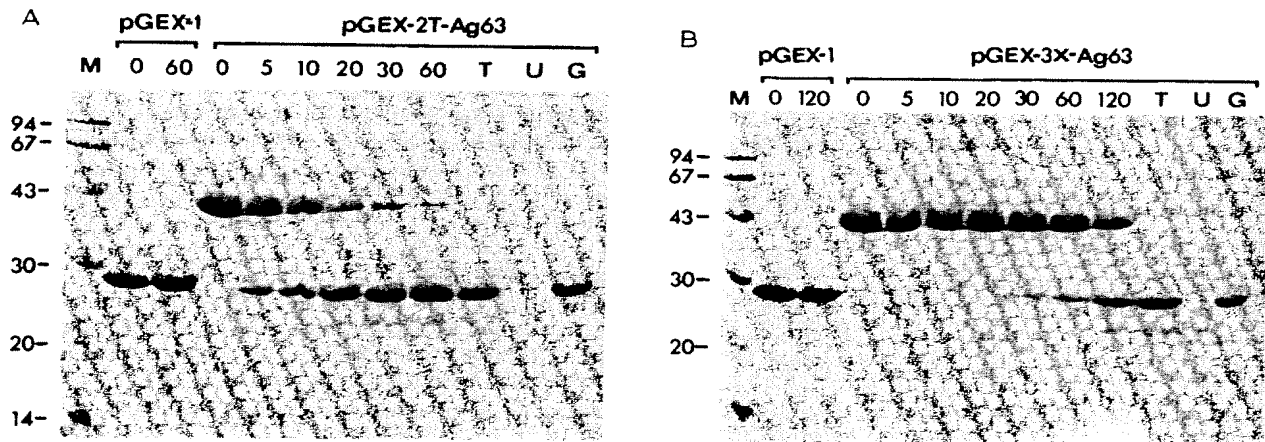 A
pGEX-1 pGEX-2T-Ag63
M 0 60 0 5 10 20 30 60 T U G
94-
67-
43-
30-
20-
14-
B
pGEX-1 pGEX-3X-Ag63
M 0 120 0 5 10 20 30 60 120 T U G
94-
67-
43-
30-
20-